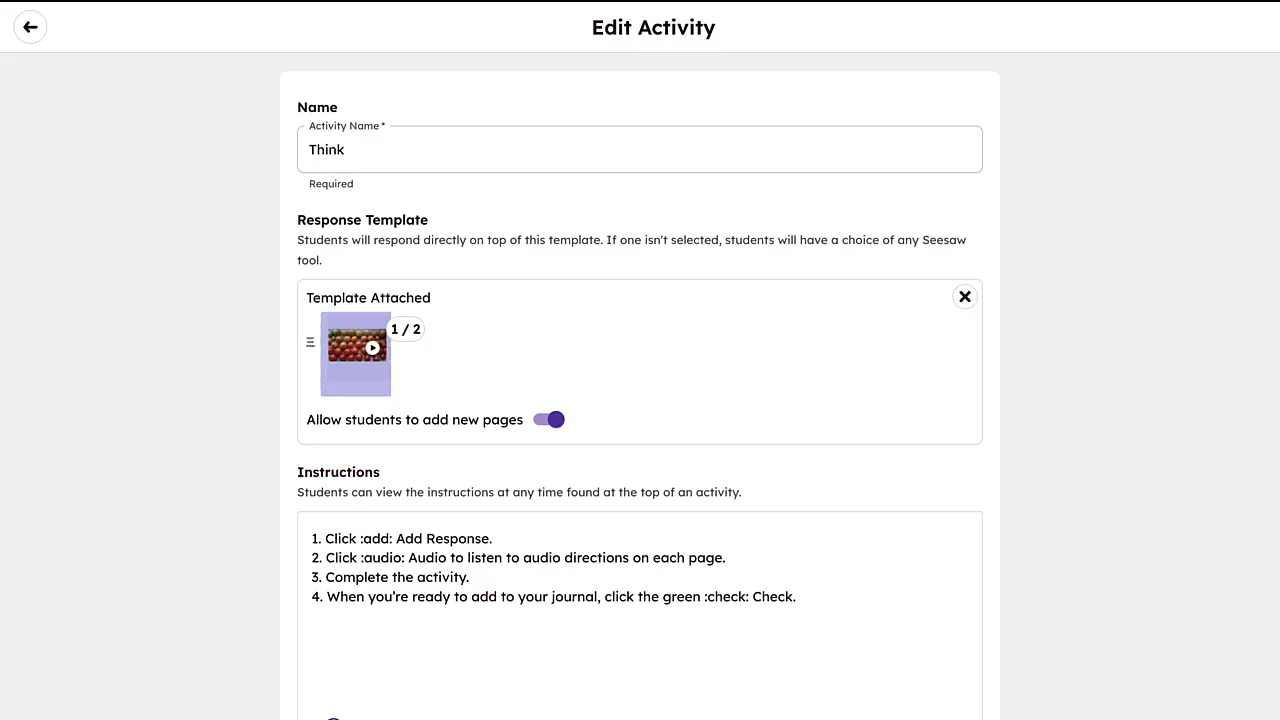 Edit Activity
Name
Activity Name *
Think
Required
Response Template
Students will respond directly on top of this template. If one isn't selected, students will have a choice of any Seesaw
tool.
Template Attached
1 / 2
Allow students to add new pages
Instructions
Students can view the instructions at any time found at the top of an activity.
1. Click :add: Add Response.
2. Click :audio: Audio to listen to audio directions on each page.
3. Complete the activity.
4. When you’re ready to add to your journal, click the green :check: Check.